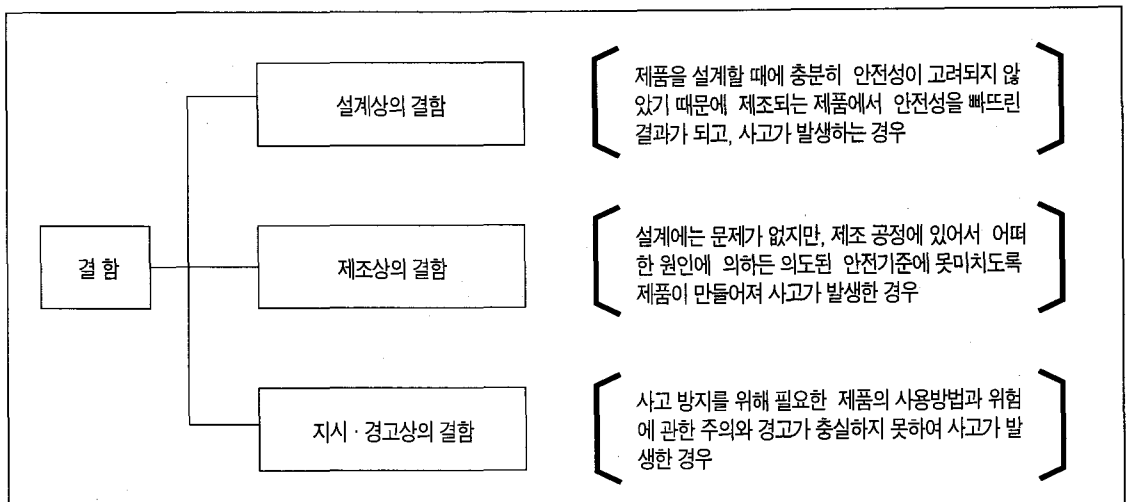 설계상의 결함
제품을 설계할 때에 충분히 안전성이 고려되지 않
았기 때문에, 제조되는 제품에서 안전성을 빠뜨린
결과가 되고, 사고가 발생하는 경우
결 함
제조상의 결함
설계에는 문제가 없지만, 제조 공정에 있어서 어떠
한 원인에 의하든 의도된 안전기준에 못미치도록
제품이 만들어져 사고가 발생한 경우
지시 · 경고상의 결함
사고 방지를 위해 필요한 제품의 사용방법과 위험
에 관한 주의와 경고가 충실하지 못하여 사고가 발
생한 경우